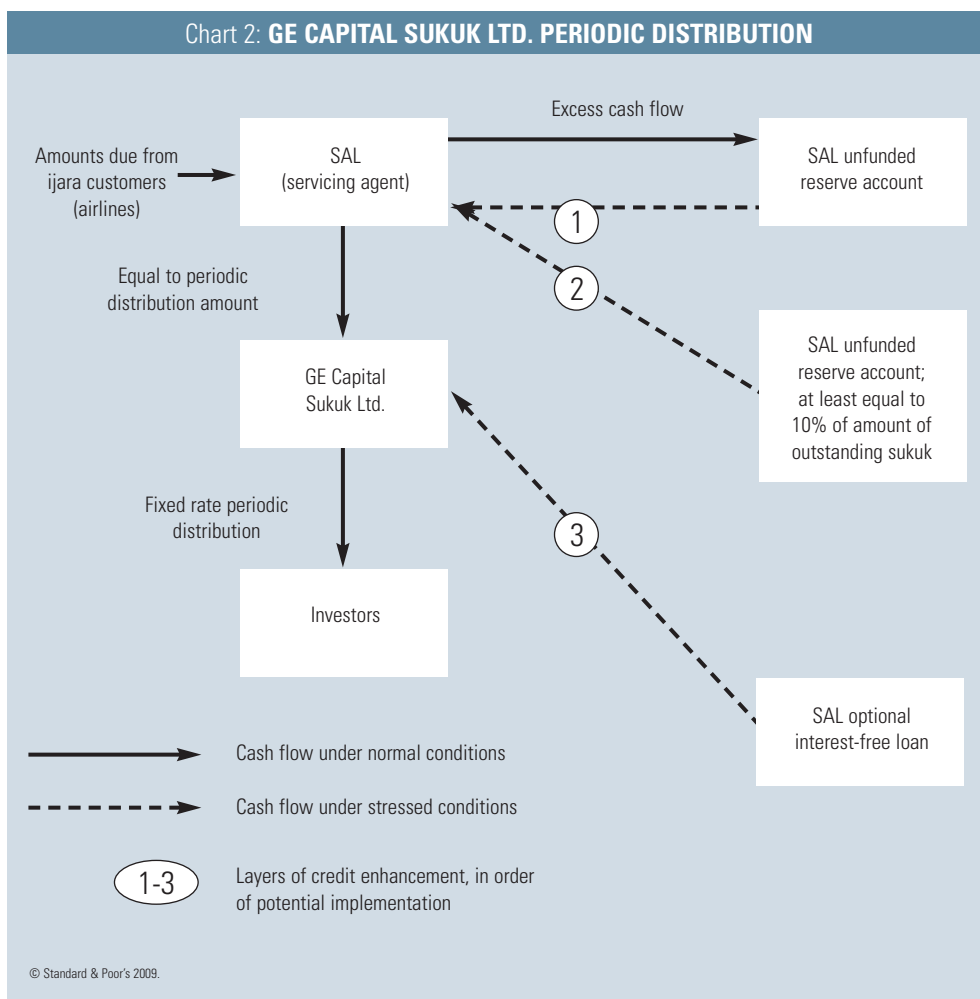 Chart 2: GE CAPITAL SUKUK LTD. PERIODIC DISTRIBUTION
Excess cash flow
Amounts due from
ijara customers
(airlines)
SAL
(servicing agent)
SAL unfunded
reserve account
1
2
Equal to periodic
distribution amount
GE Capital
Sukuk Ltd.
SAL unfunded
reserve account;
at least equal to
10% of amount of
outstanding sukuk
Fixed rate periodic
distribution
3
Investors
SAL optional
interest-free loan
Cash flow under normal conditions
Cash flow under stressed conditions
1-3
Layers of credit enhancement, in order
of potential implementation
© Standard & Poor's 2009.